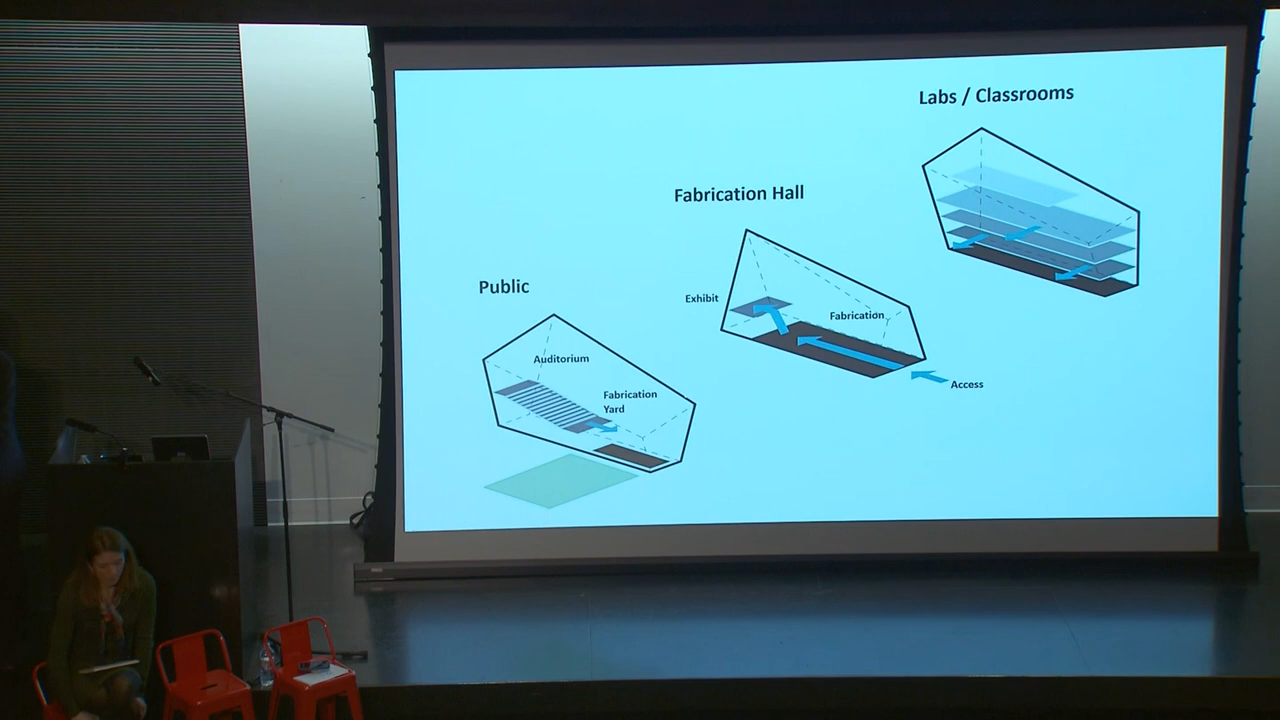 Labs / Classrooms
Fabrication Hall
Public
Exhibit
Fabrication
Auditorium
Fabrication
Yard
Access